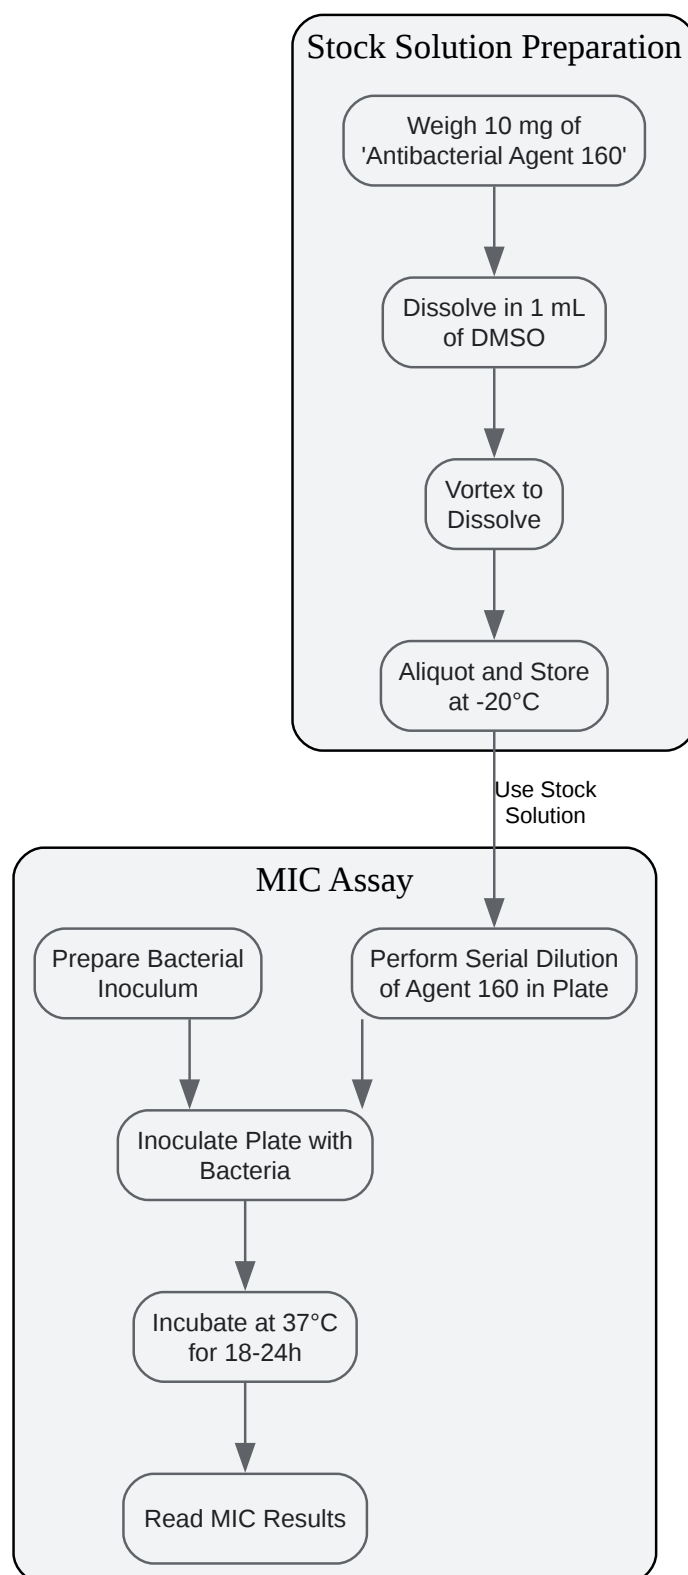 Stock Solution Preparation
Weigh 10 mg of
'Antibacterial Agent 160'
Dissolve in 1 mL
of DMSO
Vortex to
Dissolve
Aliquot and Store
at -20°C
Use Stock
Solution
MIC Assay
Prepare Bacterial
Inoculum
Perform Serial Dilution
of Agent 160 in Plate
Inoculate Plate with
Bacteria
Incubate at 37°C
for 18-24h
Read MIC Results